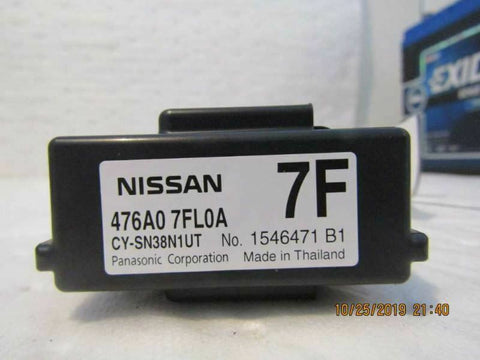 NISSAN 7F
476A0 7FL0A
CY-SN38N1UT No. 1546471 B1
Panasonic Corporation Made in Thailand
10/25/2019 21:40